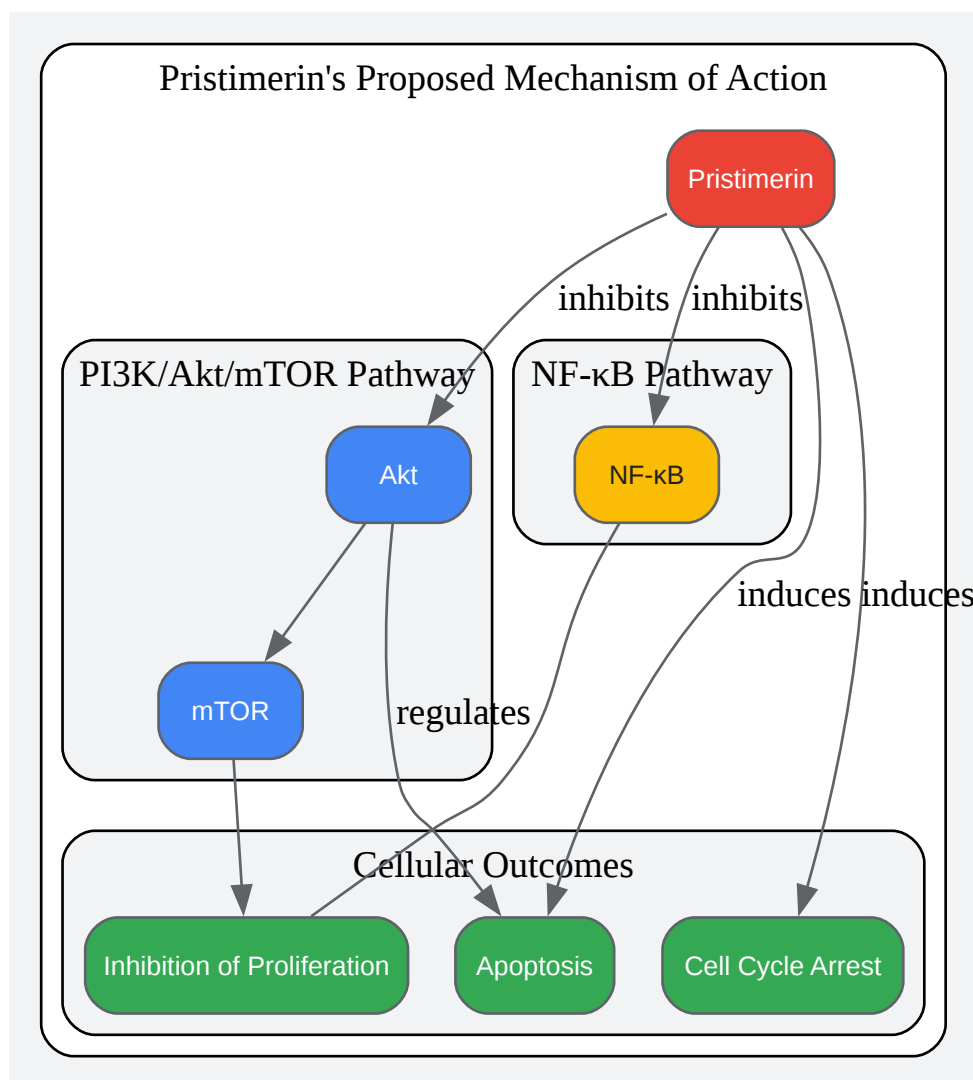 Pristimerin's Proposed Mechanism of Action
Pristimerin
inhibits
inhibits
PI3K/Akt/mTOR Pathway
NF-κB Pathway
Akt
NF-κB
induces
induces
mTOR
regulates
Cellular Outcomes
Inhibition of Proliferation
Apoptosis
Cell Cycle Arrest